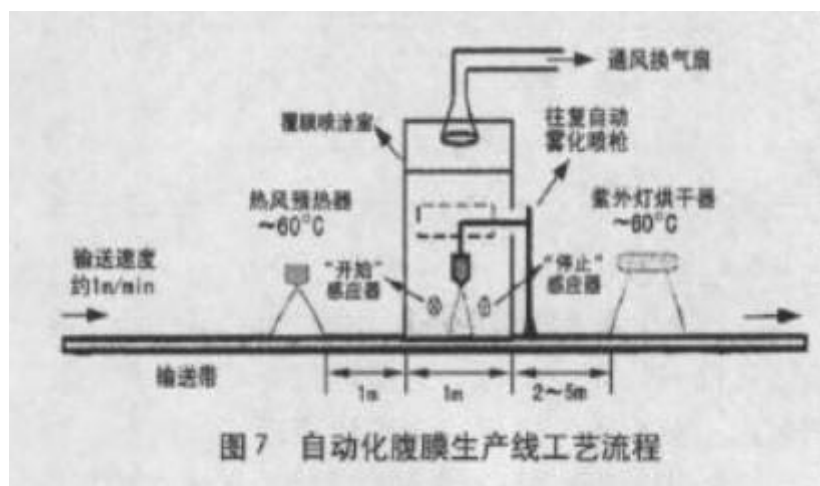 通风换气扇
覆膜喷涂室
往复自动
雾化喷枪
热风预热器
~60°C
紫外灯烘干器
~60°C
输送速度
约1m/min
"开始"
感应器
"停止"
感应器
输送带
1m
1m
2~5m
图7 自动化腹膜生产线工艺流程